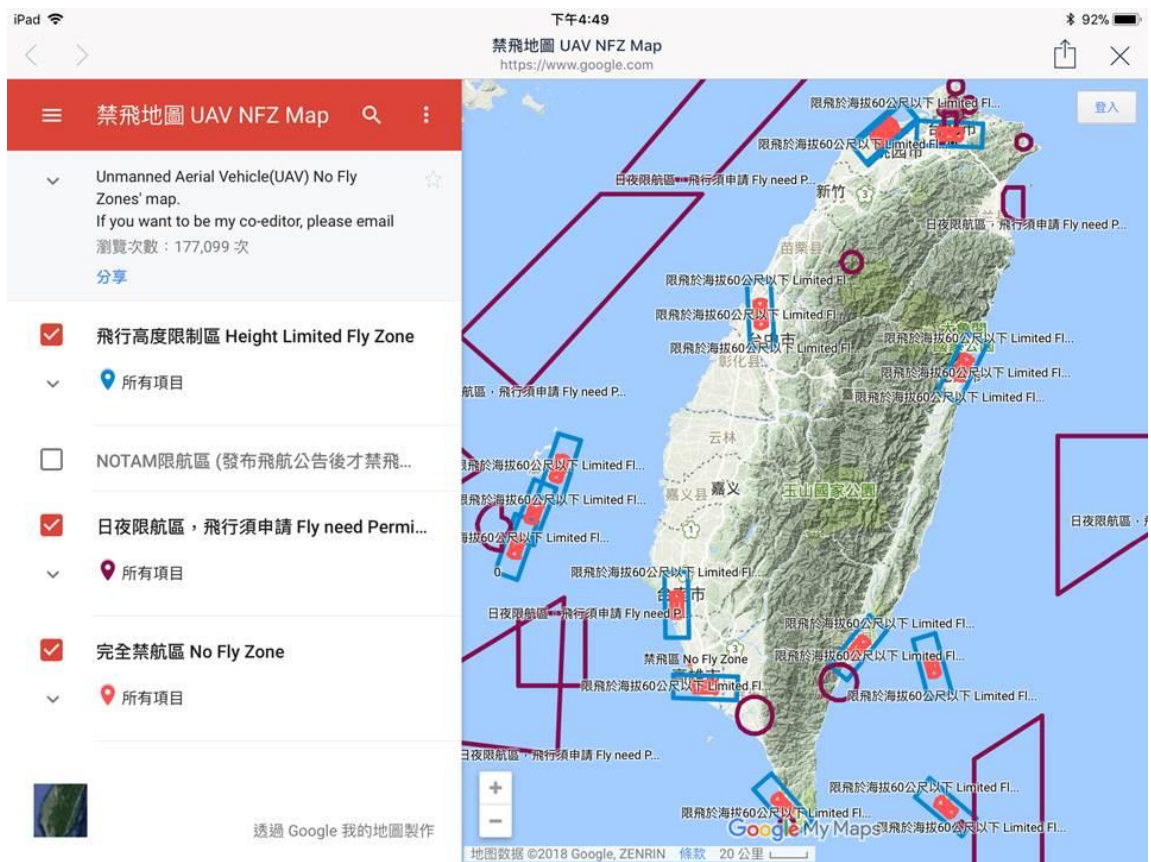 iPad
下午4:49
92%
禁飛地圖 UAV NFZ Map
https://www.google.com
禁飛地圖 UAV NFZ Map
Unmanned Aerial Vehicle(UAV) No Fly
Zones' map.
If you want to be my co-editor, please email
瀏覽次數：177,099 次
分享
飛行高度限制區 Height Limited Fly Zone
所有項目
NOTAM限航區 (發布飛航公告後才禁飛...
日夜限航區，飛行須申請 Fly need Permi...
所有項目
完全禁航區 No Fly Zone
所有項目
透過 Google 我的地圖製作
登入
限飛於海拔60公尺以下 Limited Fl...
限飛於海拔60公尺以下 Limited Fl...
日夜限航區，飛行須申請 Fly need P...
新竹
3
日夜限航區，飛行須申請 Fly need P...
苗栗县
限飛於海拔60公尺以下 Limited Fl...
限飛於海拔60公尺以下 Limited Fl...
台中市
限飛於海拔60公尺以下 Limited Fl...
限飛於海拔60公尺以下 Limited Fl...
彰化县
限飛於海拔60公尺以下 Limited Fl...
航區，飛行須申請 Fly need P...
限飛於海拔60公尺以下 Limited Fl...
云林
限飛於海拔60公尺以下 Limited Fl...
嘉义县
嘉義
玉山國家公園
限飛於海拔60公尺以下 Limited Fl...
1
日夜限航區，
海拔60公尺以下 Limited Fl...
0
限飛於海拔60公尺以下 Limited Fl...
台南市
日夜限航區，飛行須申請 Fly need P...
限飛於海拔60公尺以下 Limited Fl...
3
禁飛區 No Fly Zone
限飛於海拔60公尺以下 Limited Fl...
高雄市
限飛於海拔60公尺以下 Limited Fl...
限飛於海拔60公尺以下 Limited Fl...
日夜限航區，飛行須申請 Fly need P...
限飛於海拔60公尺以下 Limited Fl...
限飛於海拔60公尺以下 Limited Fl...
Google My Maps
限飛於海拔60公尺以下 Limited Fl...
地图数据 ©2018 Google, ZENRIN 條款 20 公里